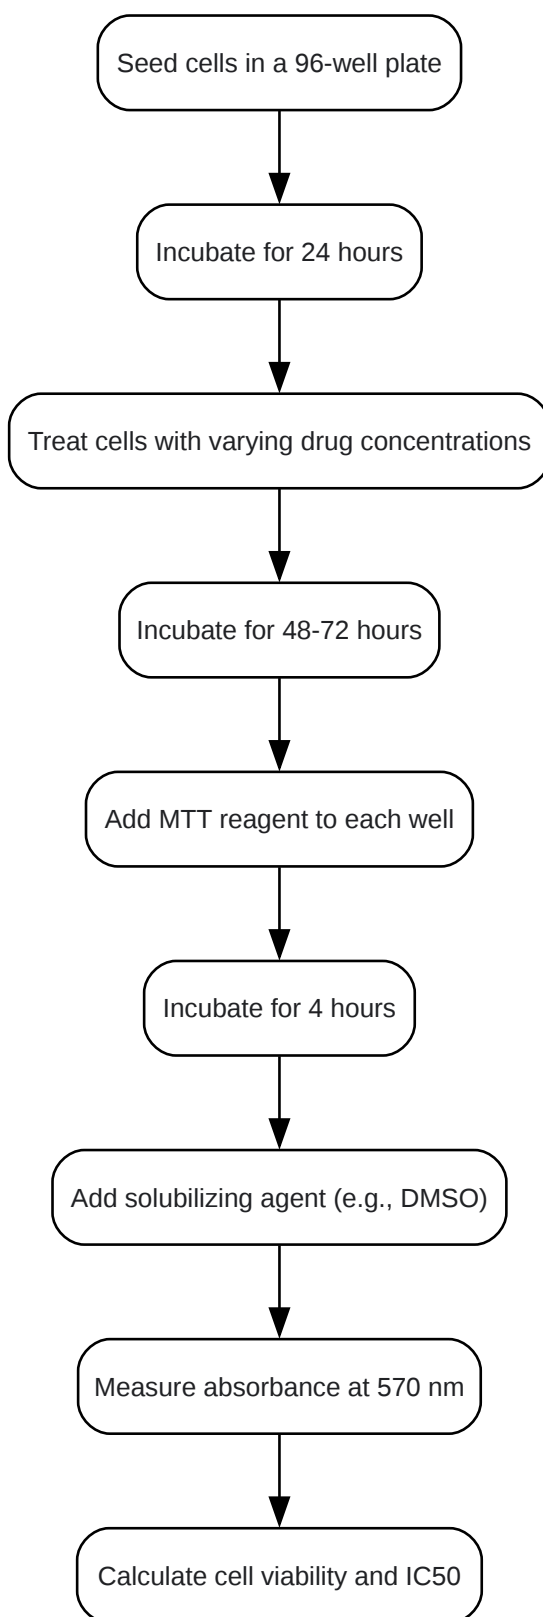 Seed cells in a 96-well plate
Incubate for 24 hours
Treat cells with varying drug concentrations
Incubate for 48-72 hours
Add MTT reagent to each well
Incubate for 4 hours
Add solubilizing agent (e.g., DMSO)
Measure absorbance at 570 nm
Calculate cell viability and IC50